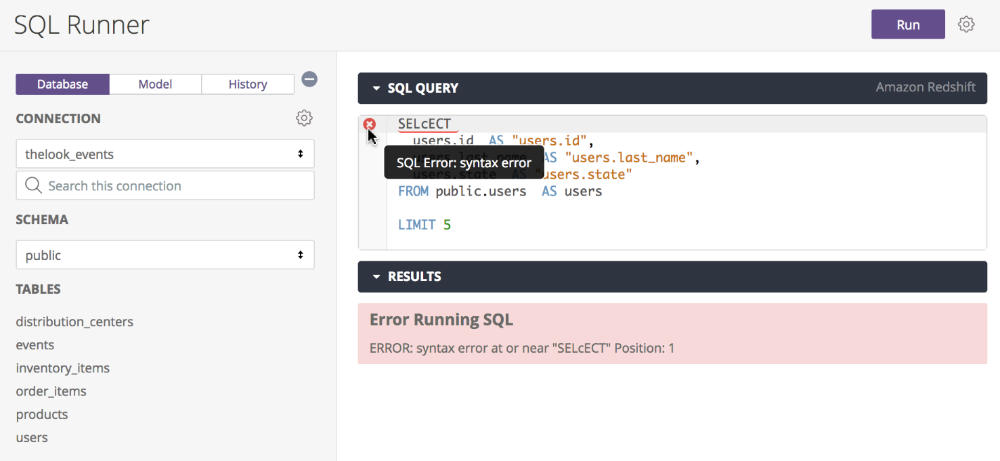 SQL Runner
Run
Database
Model
History
CONNECTION
thelook_events
Search this connection
SCHEMA
public
TABLES
distribution_centers
events
inventory_items
order_items
products
users
SQL QUERY
Amazon Redshift
SELcECT
users.id  AS "users.id",
users.last_name  AS "users.last_name",
users.state  AS "users.state"
SQL Error: syntax error
FROM public.users  AS users
LIMIT 5
RESULTS
Error Running SQL
ERROR: syntax error at or near "SELcECT" Position: 1